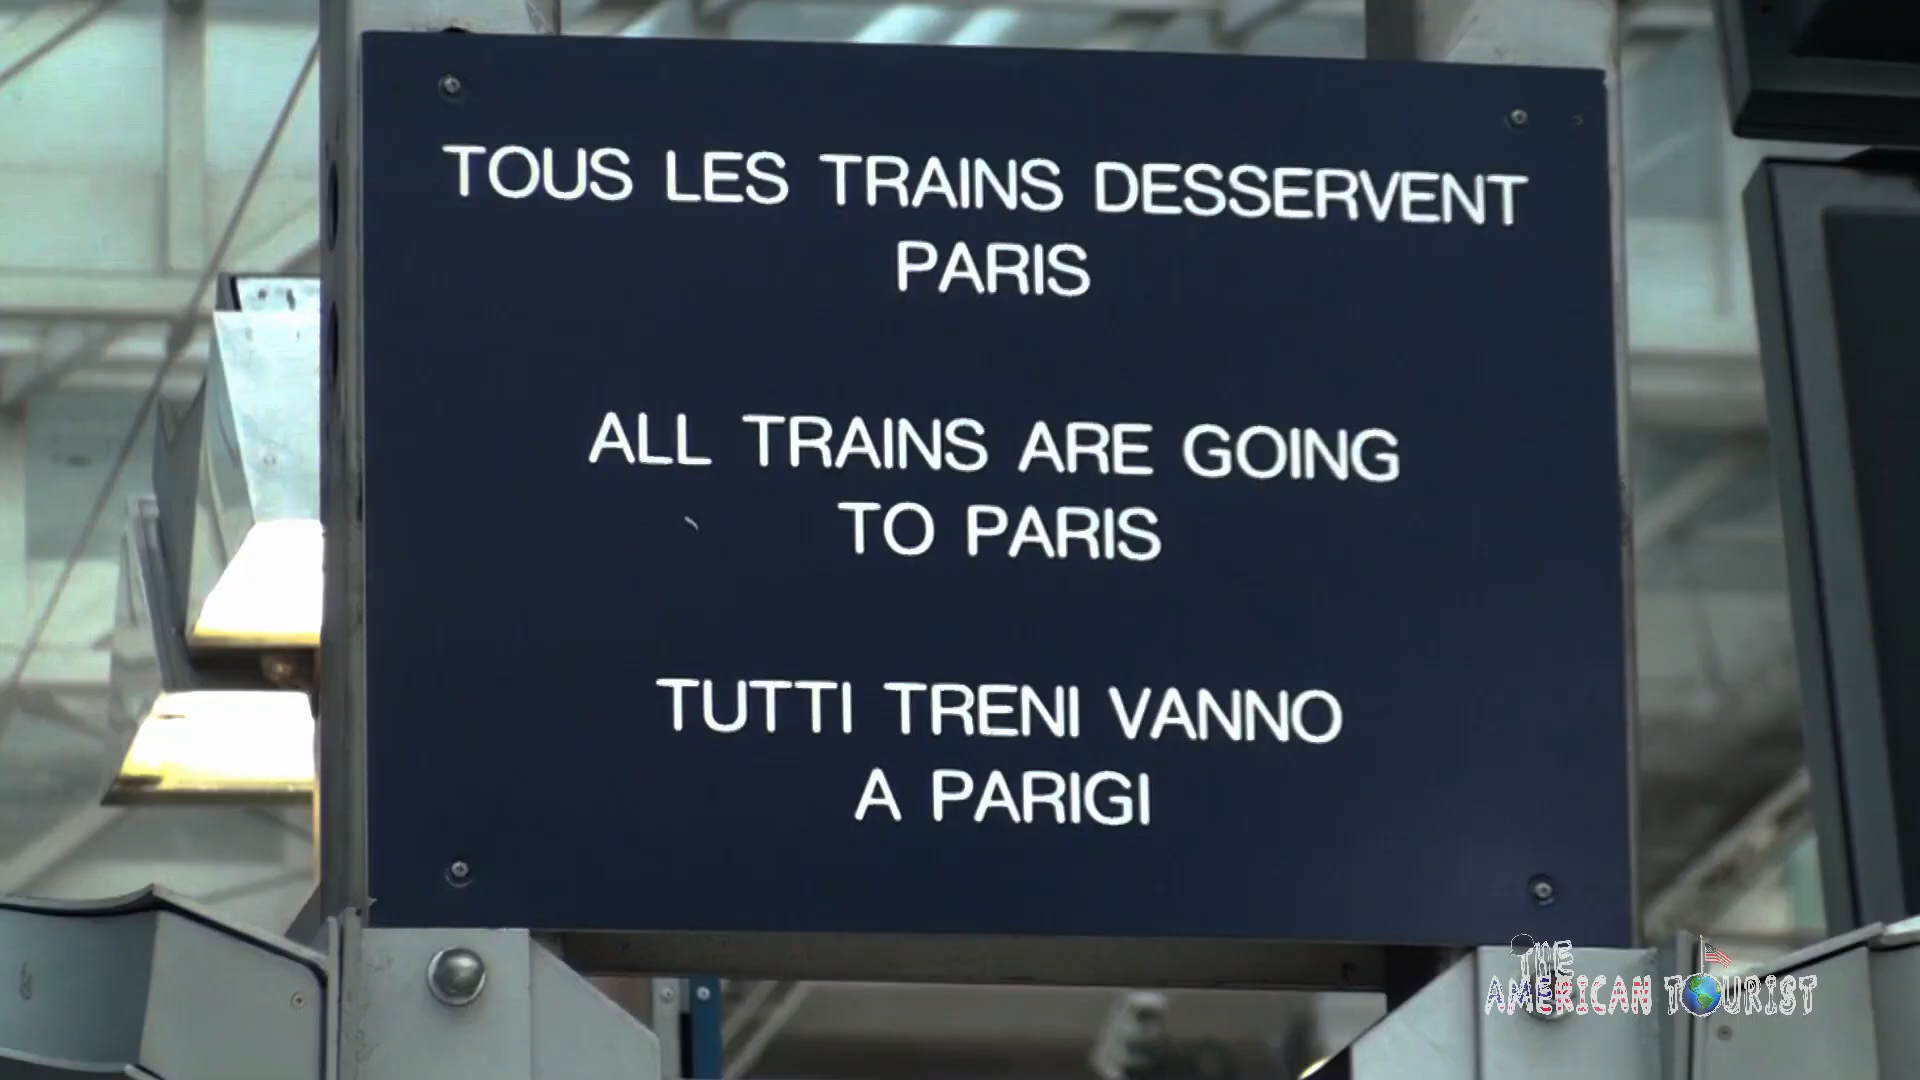 TOUS LES TRAINS DESSERVENT
PARIS
ALL TRAINS ARE GOING
TO PARIS
TUTTI TRENI VANNO
A PARIGI
THE
AMERICAN TOURIST